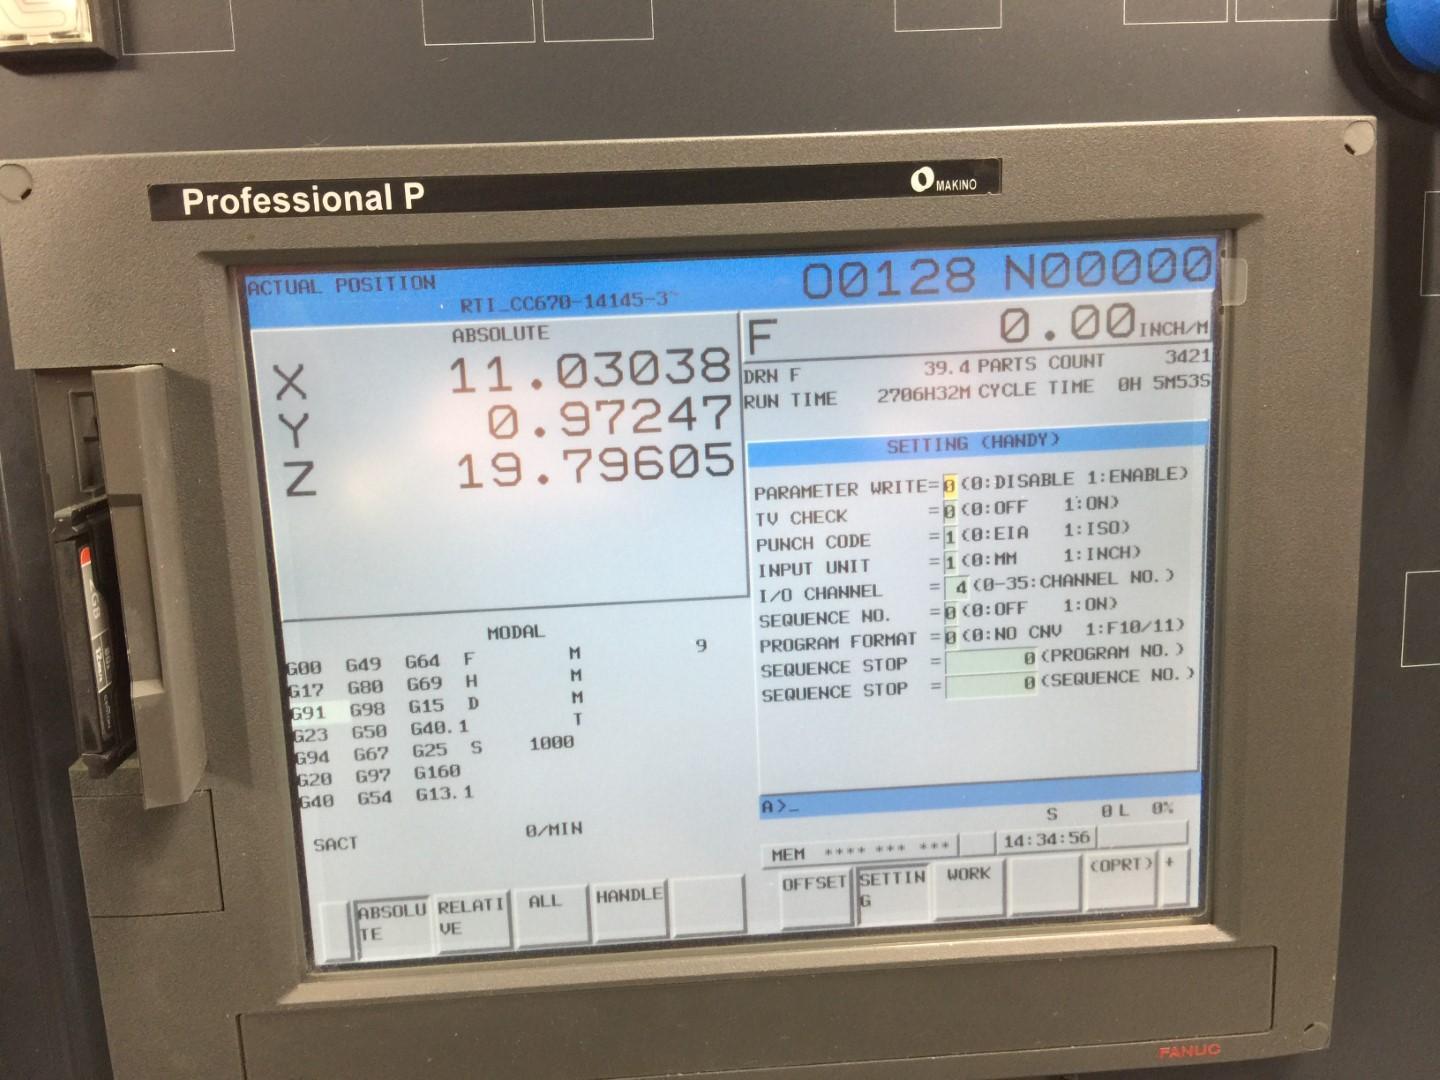 Professional P
MAKINO
ACTUAL POSITION
O0128 N00000
RTI_CC670-14145-3~
ABSOLUTE
X 11.03038
Y 0.97247
Z 19.79605
F 0.00 INCH/M
DRN F 39.4 PARTS COUNT 3421
RUN TIME 2706H32M CYCLE TIME 0H 5M53S
SETTING (HANDY)
PARAMETER WRITE=0(0:DISABLE 1:ENABLE)
TV CHECK =0(0:OFF 1:ON)
PUNCH CODE =1(0:EIA 1:ISO)
INPUT UNIT =1(0:MM 1:INCH)
I/O CHANNEL = 4(0-35:CHANNEL NO.)
SEQUENCE NO. =0(0:OFF 1:ON)
PROGRAM FORMAT =0(0:NO CNV 1:F10/11)
SEQUENCE STOP = 0(PROGRAM NO.)
SEQUENCE STOP = 0(SEQUENCE NO.)
MODAL
G00 G49 G64 F M 9
G17 G80 G69 H M
G91 G98 G15 D M
G23 G50 G40.1 T
G94 G67 G25 S 1000
G20 G97 G160
G40 G54 G13.1
SACT 0/MIN
A>_
S 0 L 0%
MEM **** *** ***
14:34:56
ABSOLU
TE
RELATI
VE
ALL
HANDLE
OFFSET
SETTIN
G
WORK
(OPRT)
+
4GB
FANUC